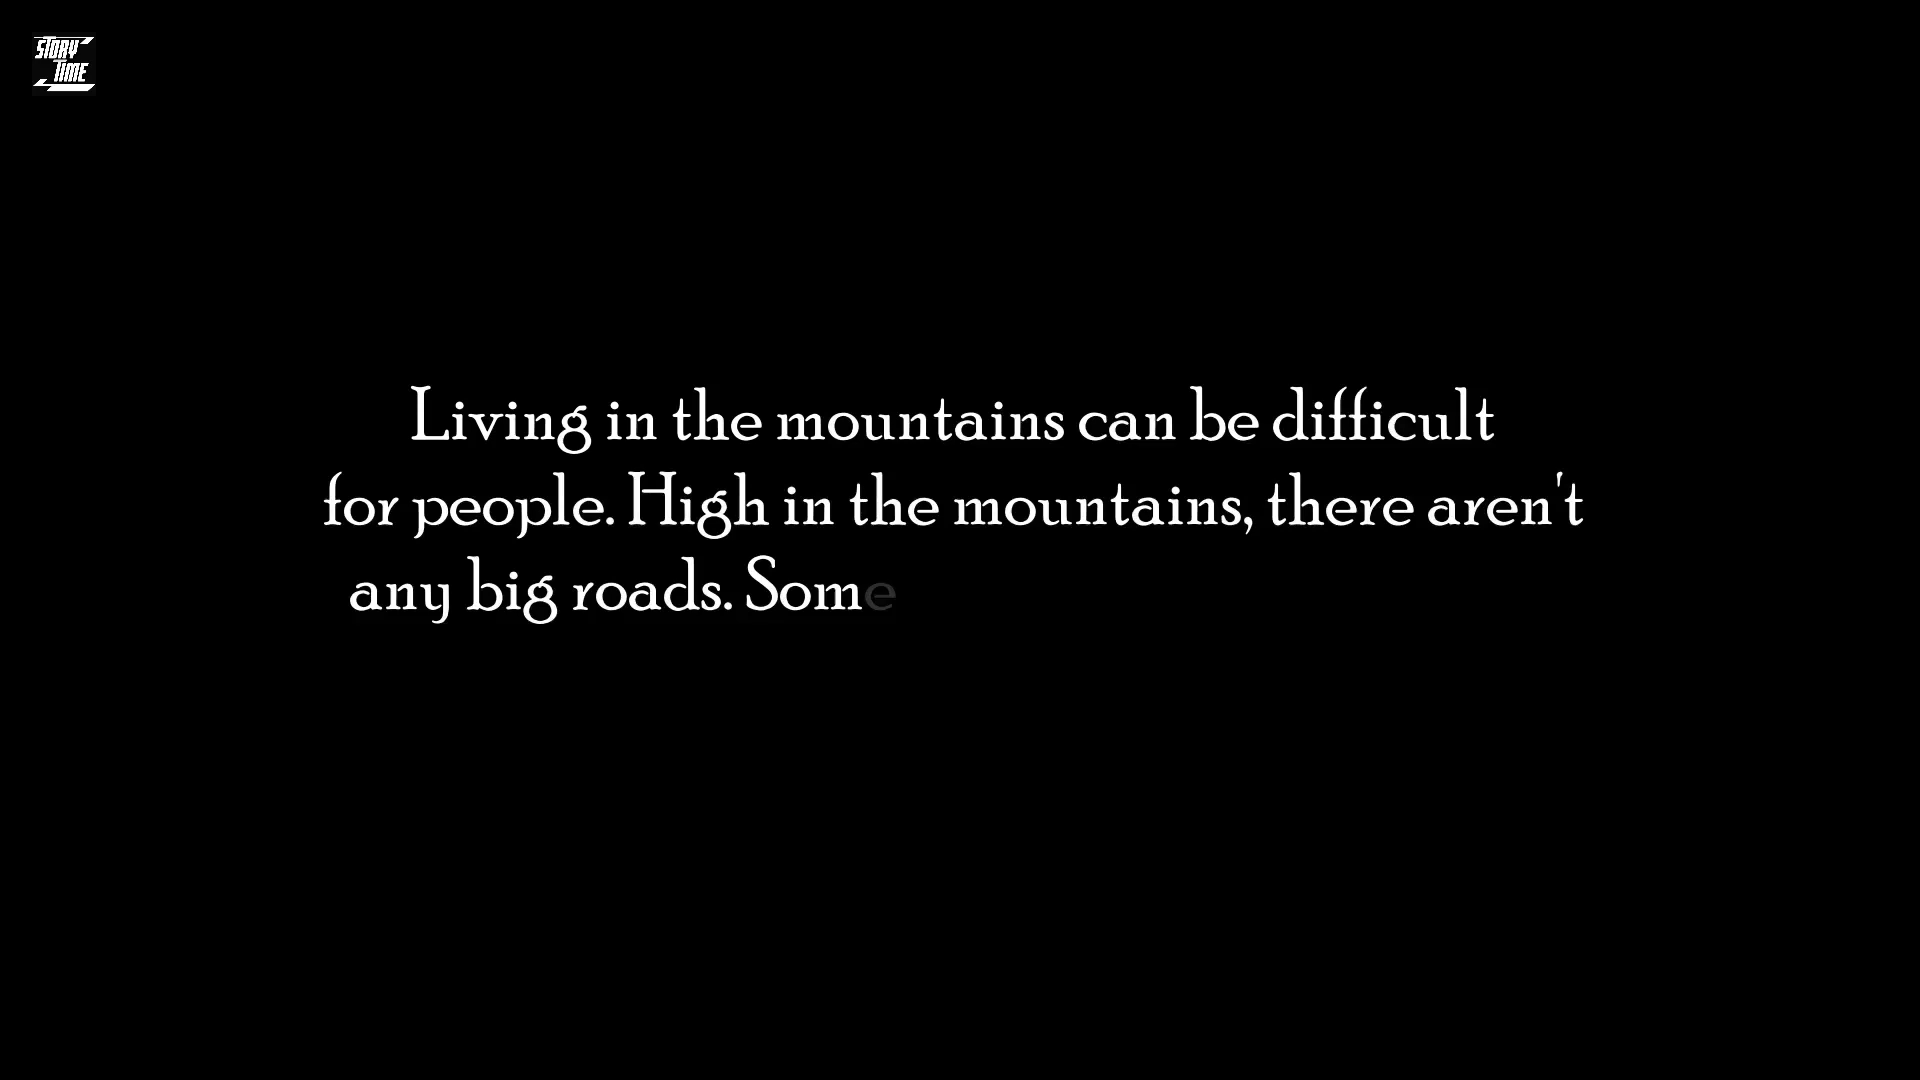 STORY
TIME
Living in the mountains can be difficult
for people. High in the mountains, there aren't
any big roads. Some